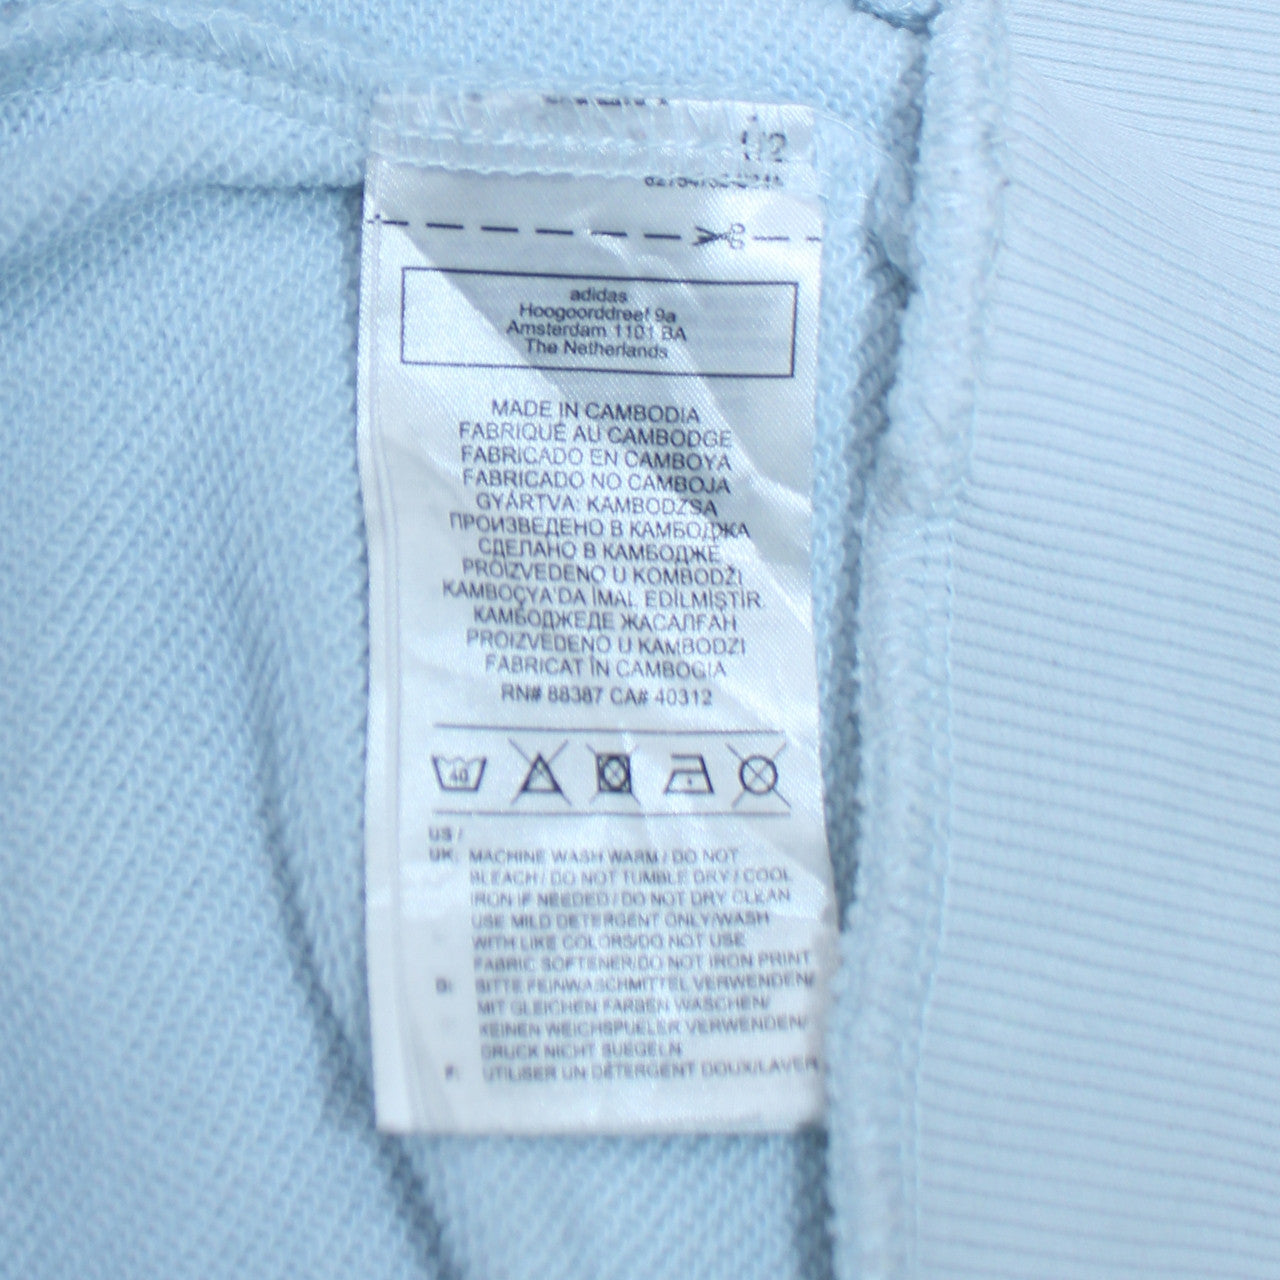 adidas
Hoogoorddreef 9a
Amsterdam 1101 BA
The Netherlands
MADE IN CAMBODIA
FABRIQUÉ AU CAMBODGE
FABRICADO EN CAMBOYA
FABRICADO NO CAMBOJA
GYÁRTVA: KAMBODZSA
ПРОИЗВЕДЕНО В КАМБОДЖА
СДЕЛАНО В КАМБОДЖЕ
PROIZVEDENO U KOMBODŽI
KAMBOÇYA'DA İMAL EDİLMİŞTİR.
КАМБОДЖЕДЕ ЖАСАЛҒАН
PROIZVEDENO U KAMBODZI
FABRICAT ÎN CAMBOGIA
RN# 88387 CA# 40312
40
US /
UK: MACHINE WASH WARM / DO NOT
BLEACH / DO NOT TUMBLE DRY / COOL
IRON IF NEEDED / DO NOT DRY CLEAN
USE MILD DETERGENT ONLY/WASH
WITH LIKE COLORS/DO NOT USE
FABRIC SOFTENER/DO NOT IRON PRINT
D: BITTE FEINWASCHMITTEL VERWENDEN/
MIT GLEICHEN FARBEN WASCHEN/
KEINEN WEICHSPUELER VERWENDEN/
DRUCK NICHT BUEGELN
F: UTILISER UN DÉTERGENT DOUX/LAVER